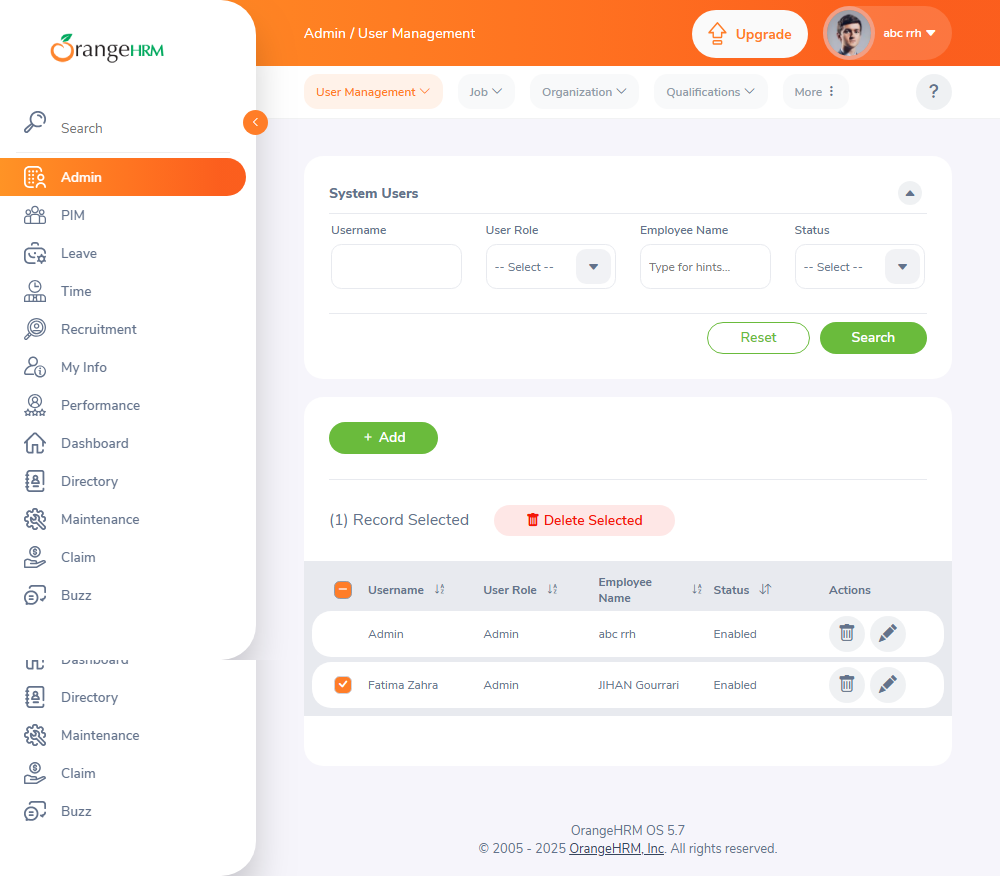 OrangeHRM
Admin / User Management
Upgrade
abc rrh
User Management
Job
Organization
Qualifications
More
?
Search
Admin
PIM
Leave
Time
Recruitment
My Info
Performance
Dashboard
Directory
Maintenance
Claim
Buzz
Dashboard
Directory
Maintenance
Claim
Buzz
System Users
Username
User Role
Employee Name
Status
-- Select --
Type for hints...
-- Select --
Reset
Search
+ Add
(1) Record Selected
Delete Selected
Username
User Role
Employee
Name
Status
Actions
Admin
Admin
abc rrh
Enabled
Fatima Zahra
Admin
JIHAN Gourrari
Enabled
OrangeHRM OS 5.7
© 2005 - 2025 OrangeHRM, Inc. All rights reserved.